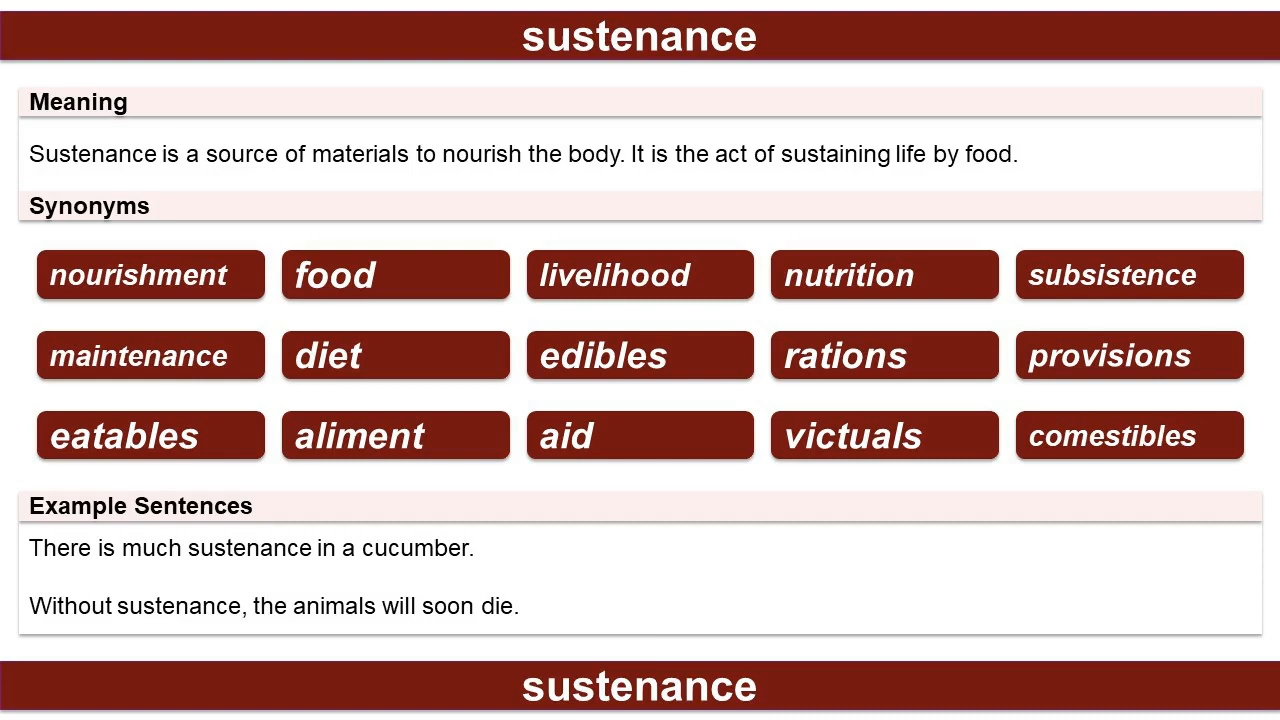 sustenance
Meaning
Sustenance is a source of materials to nourish the body. It is the act of sustaining life by food.
Synonyms
nourishment food livelihood nutrition subsistence
maintenance diet edibles rations provisions
eatables aliment aid victuals comestibles
Example Sentences
There is much sustenance in a cucumber.
Without sustenance, the animals will soon die.
sustenance